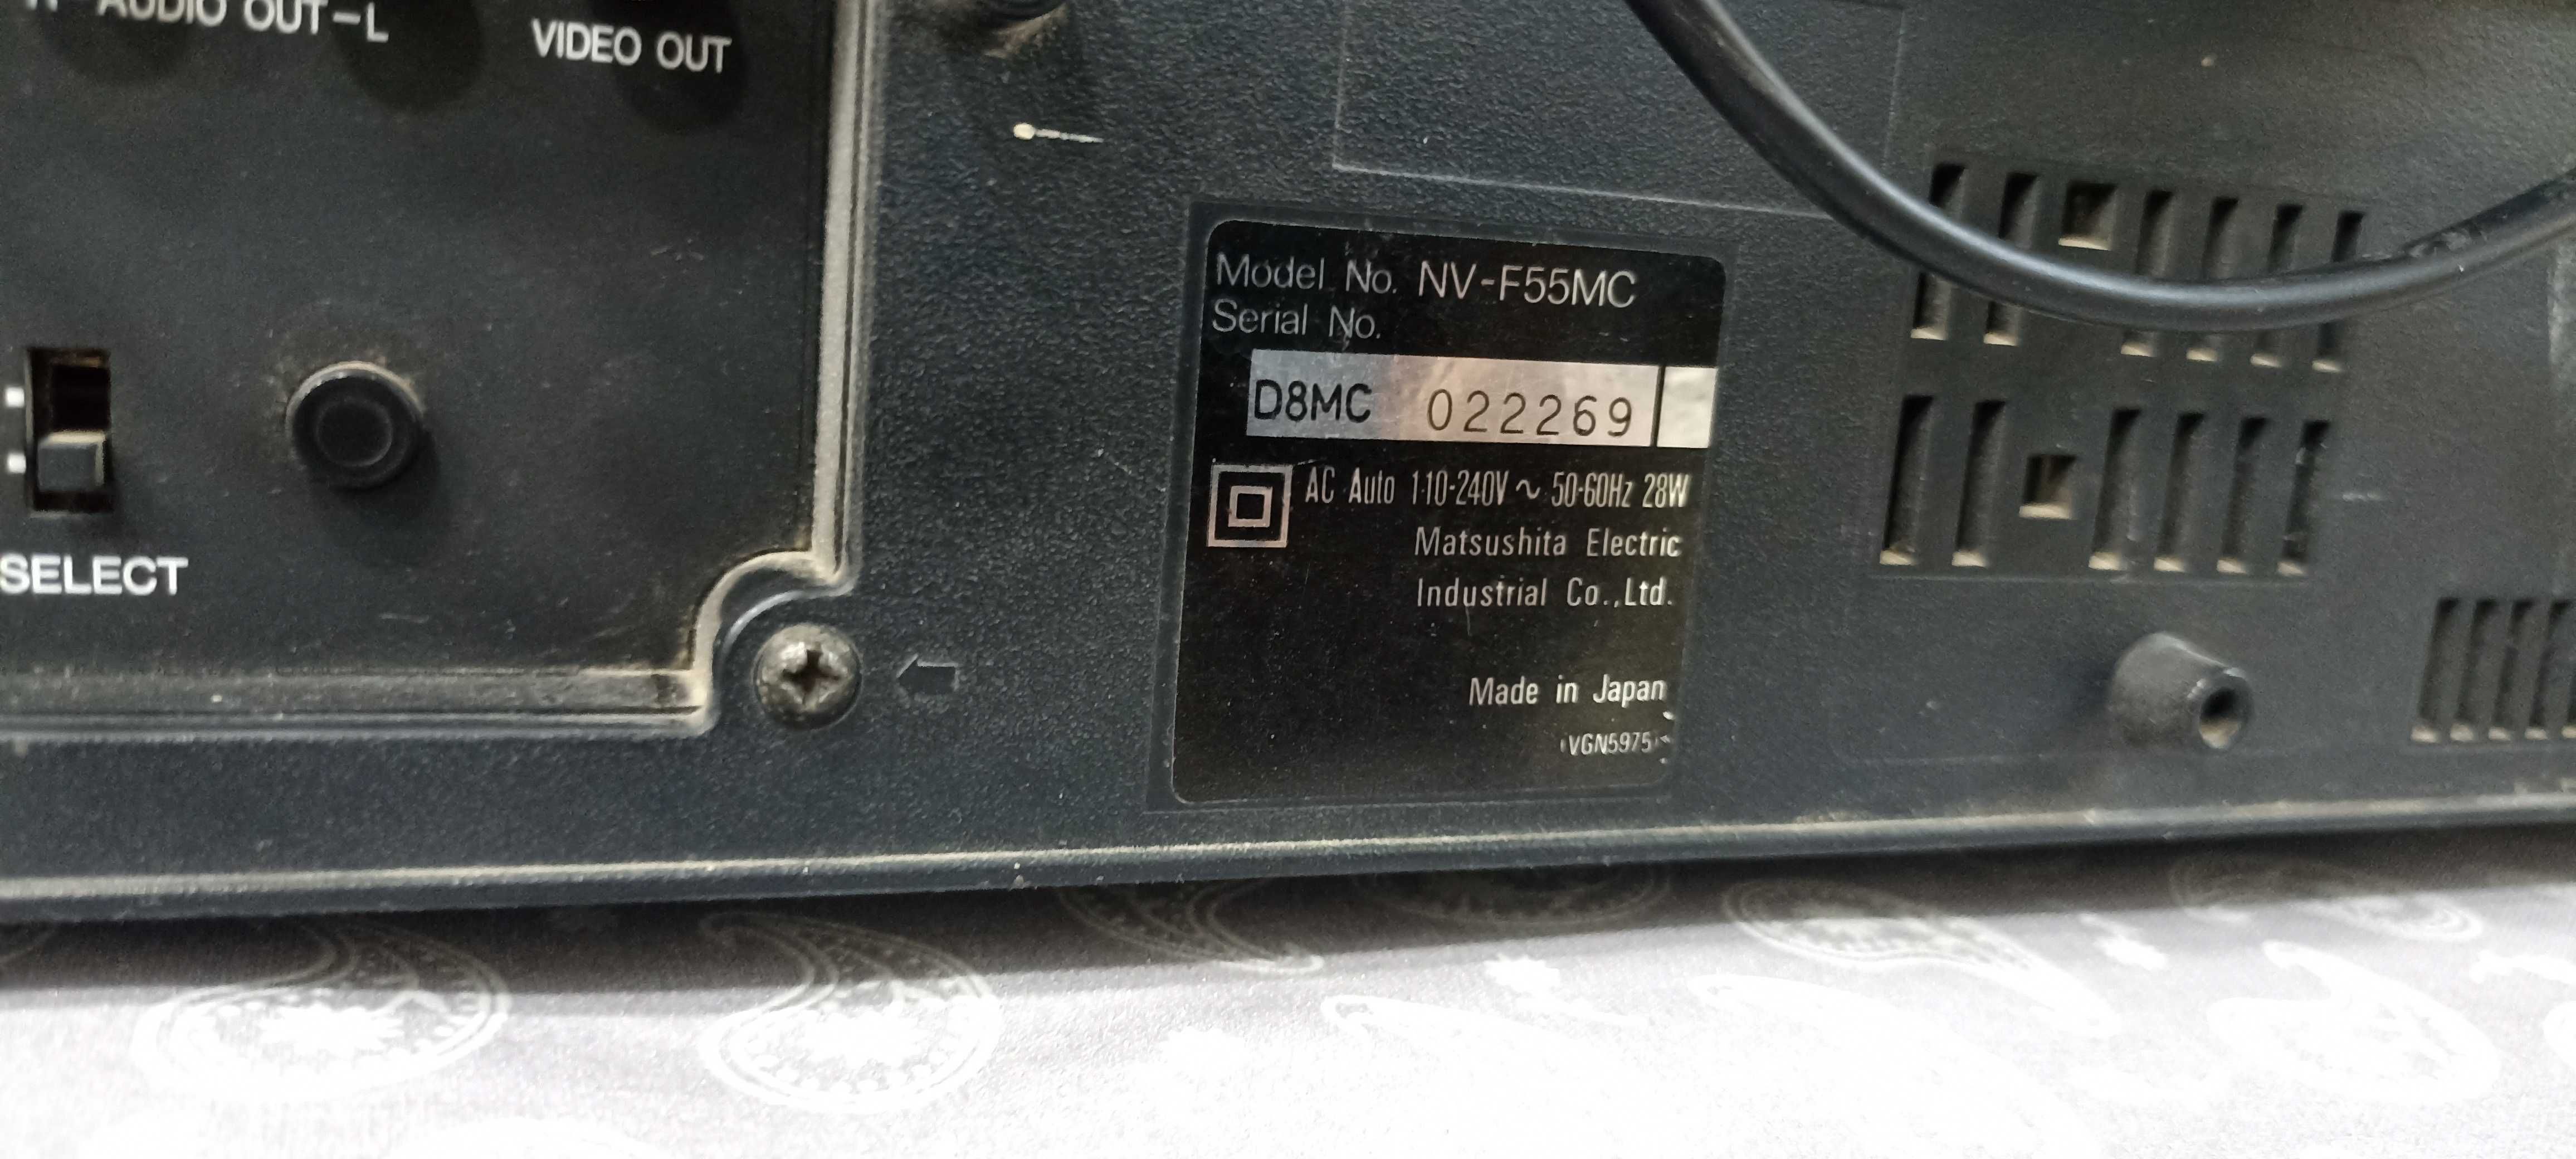 AUDIO OUT-L
VIDEO OUT
SELECT
Model No. NV-F55MC
Serial No.
D8MC 022269
AC Auto 110-240V ~ 50-60Hz 28W
Matsushita Electric
Industrial Co.,Ltd.
Made in Japan
VGN5975